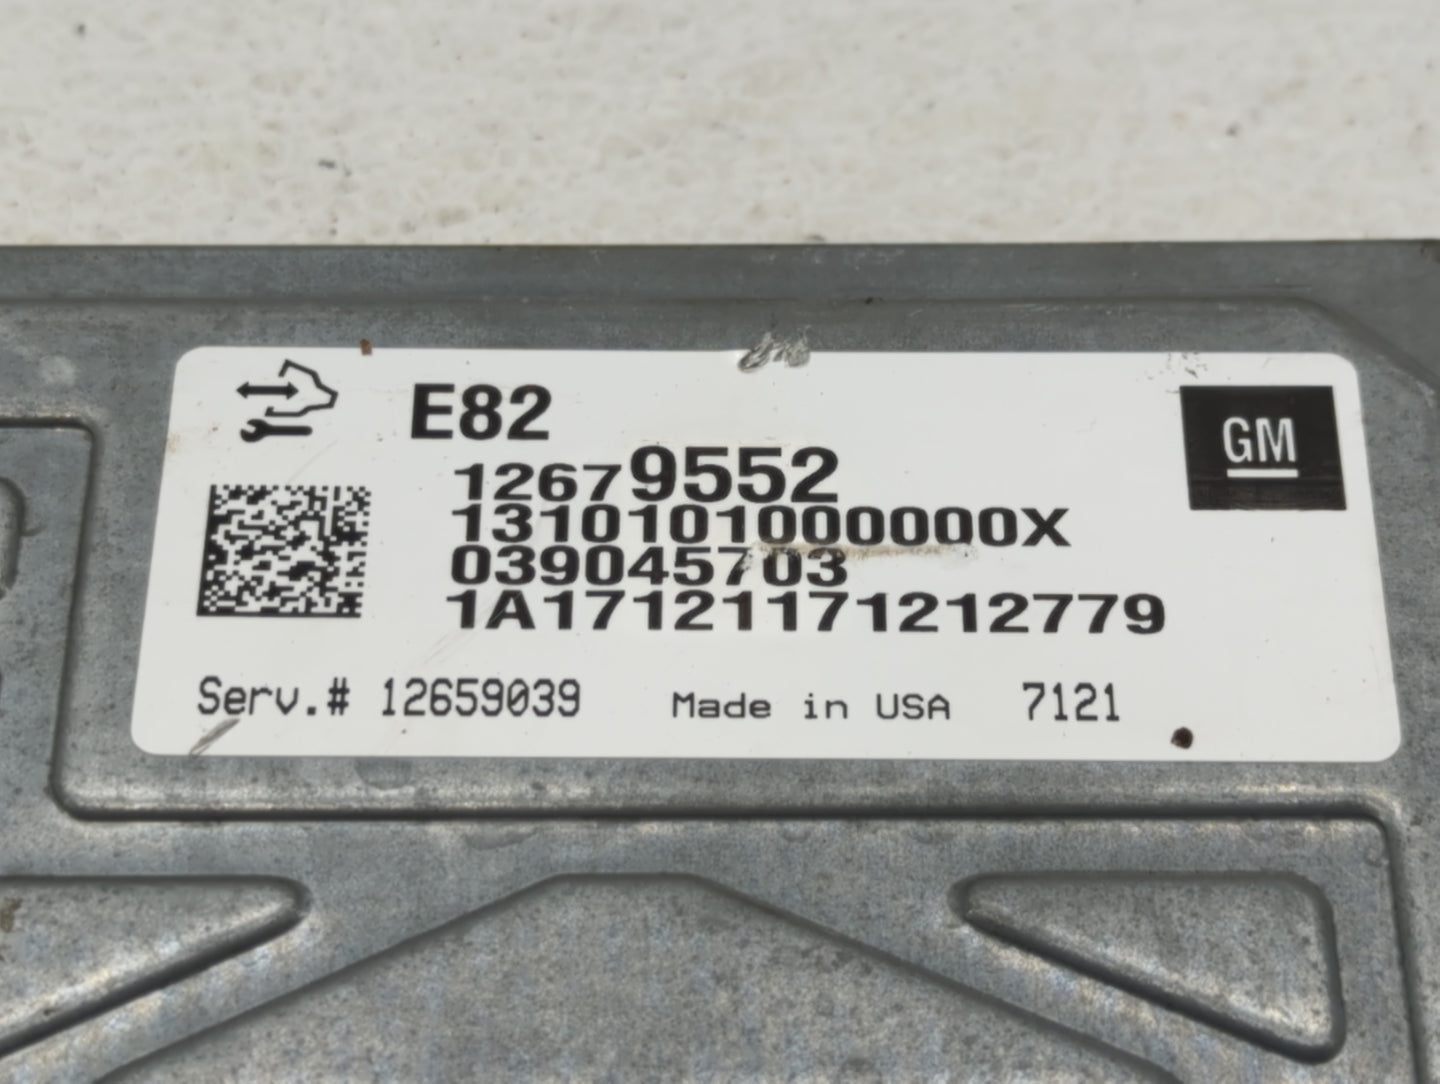 E82
GM
12679552
1310101000000X
039045703
1A17121171212779
Serv.# 12659039 Made in USA 7121